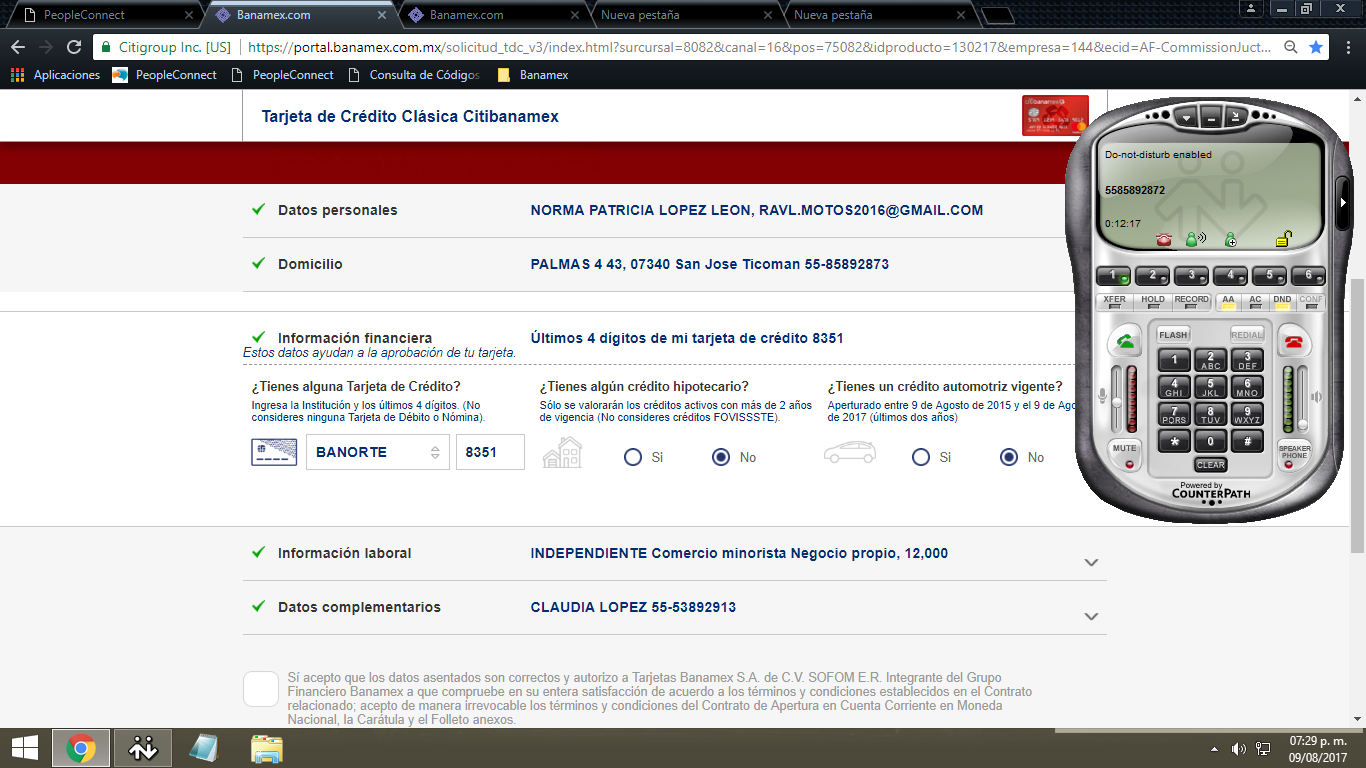 PeopleConnect
Banamex.com
Banamex.com
Nueva pestaña
Nueva pestaña
Citigroup Inc. [US]
https://portal.banamex.com.mx/solicitud_tdc_v3/index.html?surcursal=8082&canal=16&pos=75082&idproducto=130217&empresa=144&ecid=AF-CommissionJuct...
Aplicaciones
PeopleConnect
PeopleConnect
Consulta de Códigos
Banamex
Tarjeta de Crédito Clásica Citibanamex
Datos personales
NORMA PATRICIA LOPEZ LEON, RAVL.MOTOS2016@GMAIL.COM
Domicilio
PALMAS 4 43, 07340 San Jose Ticoman 55-85892873
Información financiera
Últimos 4 dígitos de mi tarjeta de crédito 8351
Estos datos ayudan a la aprobación de tu tarjeta.
¿Tienes alguna Tarjeta de Crédito?
Ingresa la Institución y los últimos 4 dígitos. (No
consideres ninguna Tarjeta de Débito o Nómina).
BANORTE
8351
¿Tienes algún crédito hipotecario?
Sólo se valorarán los créditos activos con más de 2 años
de vigencia (No consideres créditos FOVISSSTE).
Si
No
¿Tienes un crédito automotriz vigente?
Aperturado entre 9 de Agosto de 2015 y el 9 de Ago
de 2017 (últimos dos años)
Si
No
Información laboral
INDEPENDIENTE Comercio minorista Negocio propio, 12,000
Datos complementarios
CLAUDIA LOPEZ 55-53892913
Sí acepto que los datos asentados son correctos y autorizo a Tarjetas Banamex S.A. de C.V. SOFOM E.R. Integrante del Grupo
Financiero Banamex a que compruebe en su entera satisfacción de acuerdo a los términos y condiciones establecidos en el Contrato
relacionado; acepto de manera irrevocable los términos y condiciones del Contrato de Apertura en Cuenta Corriente en Moneda
Nacional, la Carátula y el Folleto anexos.
Do-not-disturb enabled
5585892872
0:12:17
1 2 3 4 5 6
XFER HOLD RECORD AA AC DND CONF
FLASH REDIAL
1 2 ABC 3 DEF
4 GHI 5 JKL 6 MNO
7 PQRS 8 TUV 9 WXYZ
* 0 #
MUTE
SPEAKER
PHONE
CLEAR
Powered by
COUNTERPATH
07:29 p. m.
09/08/2017